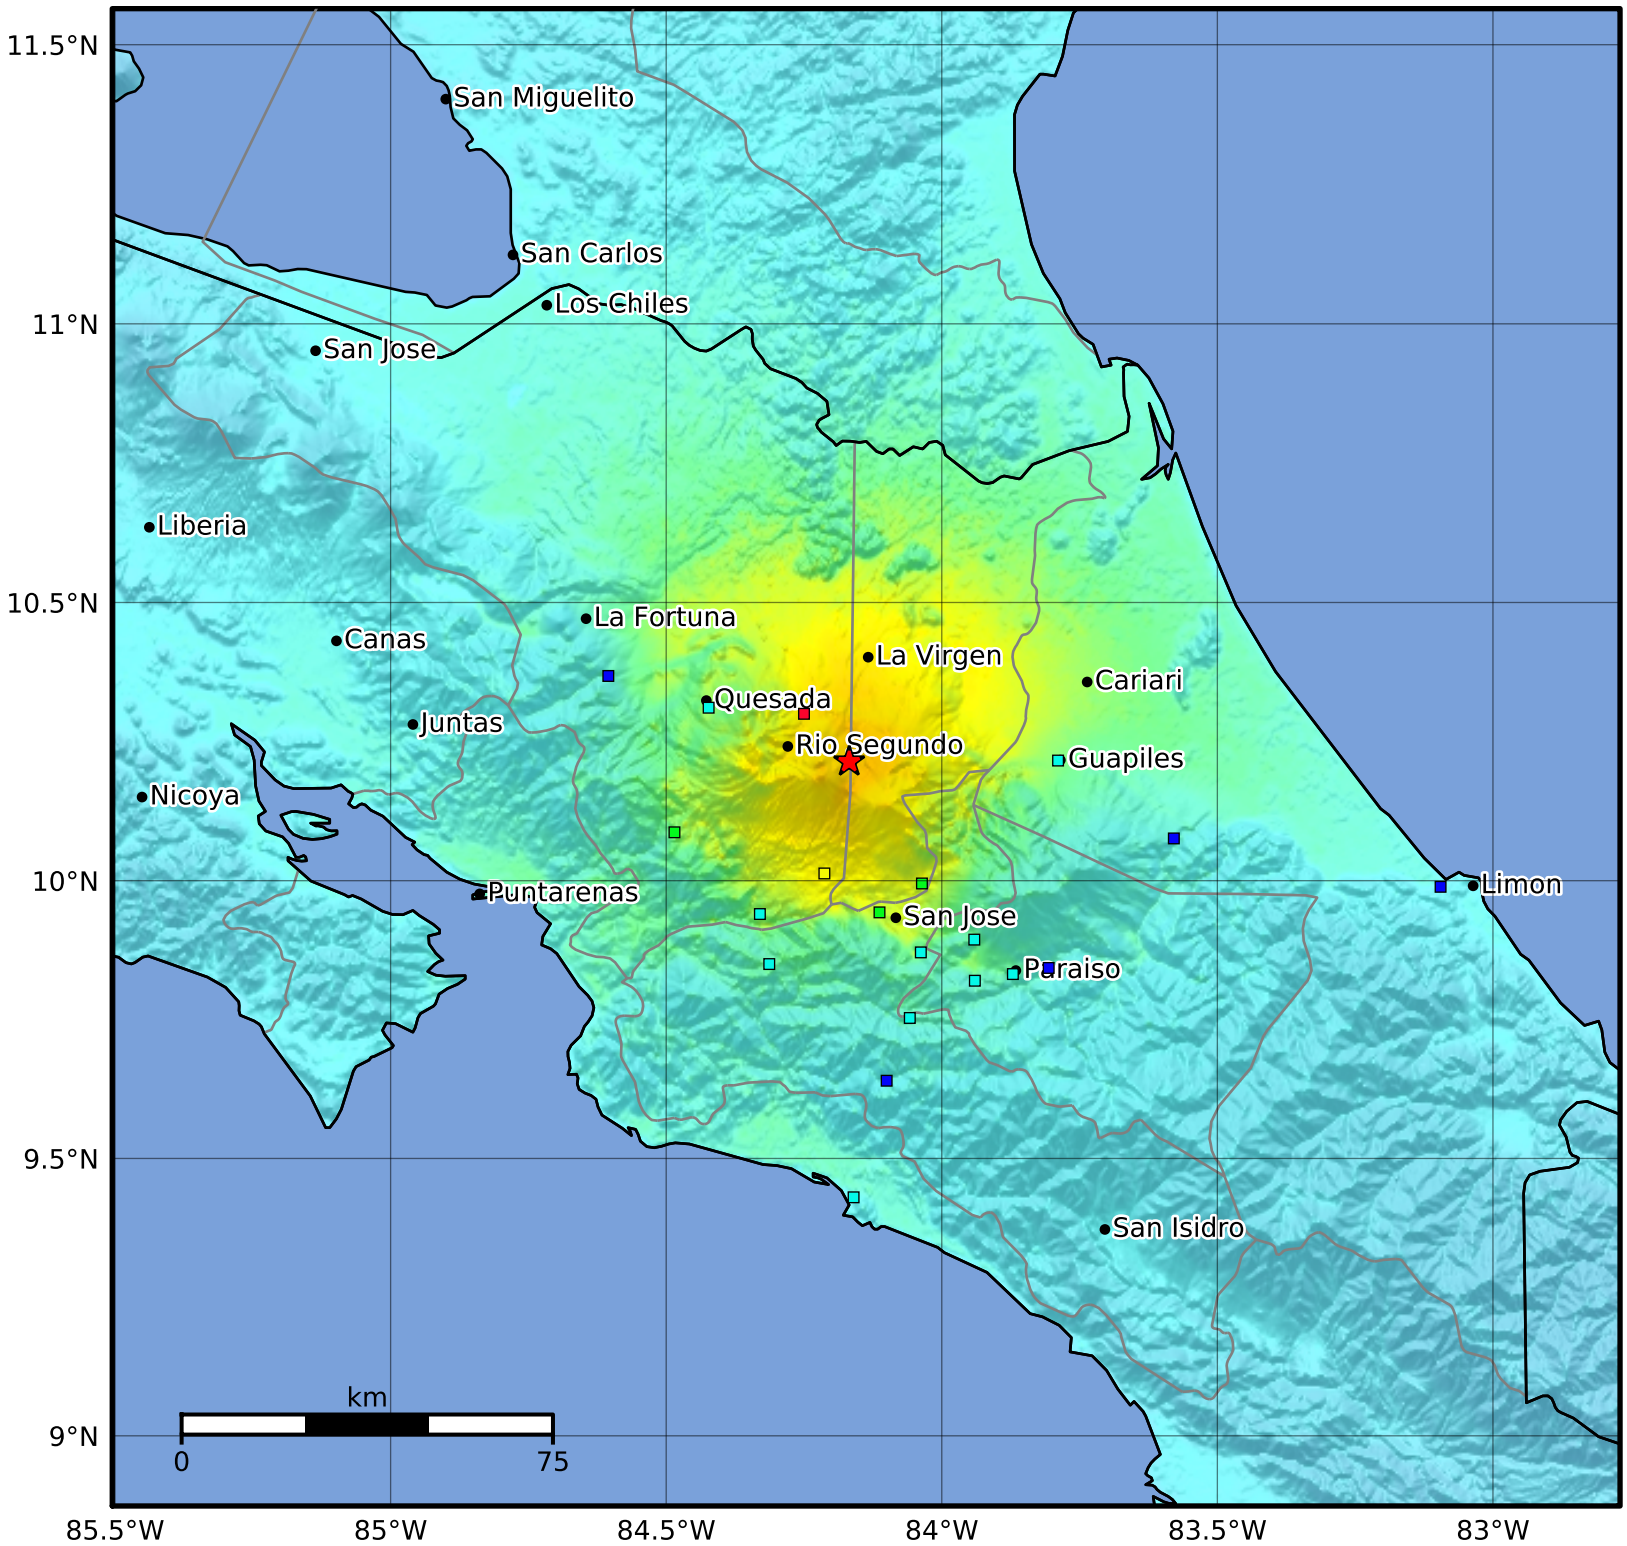 11.5°N
San Miguelito
San Carlos
Los Chiles
11°N
San Jose
Liberia
10.5°N
La Fortuna
Canas
La Virgen
Cariari
Quesada
Juntas
Rio Segundo
Guapiles
Nicoya
10°N
Puntarenas
Limon
San Jose
Paraiso
9.5°N
San Isidro
km
9°N
0 75
85.5°W 85°W 84.5°W 84°W 83.5°W 83°W